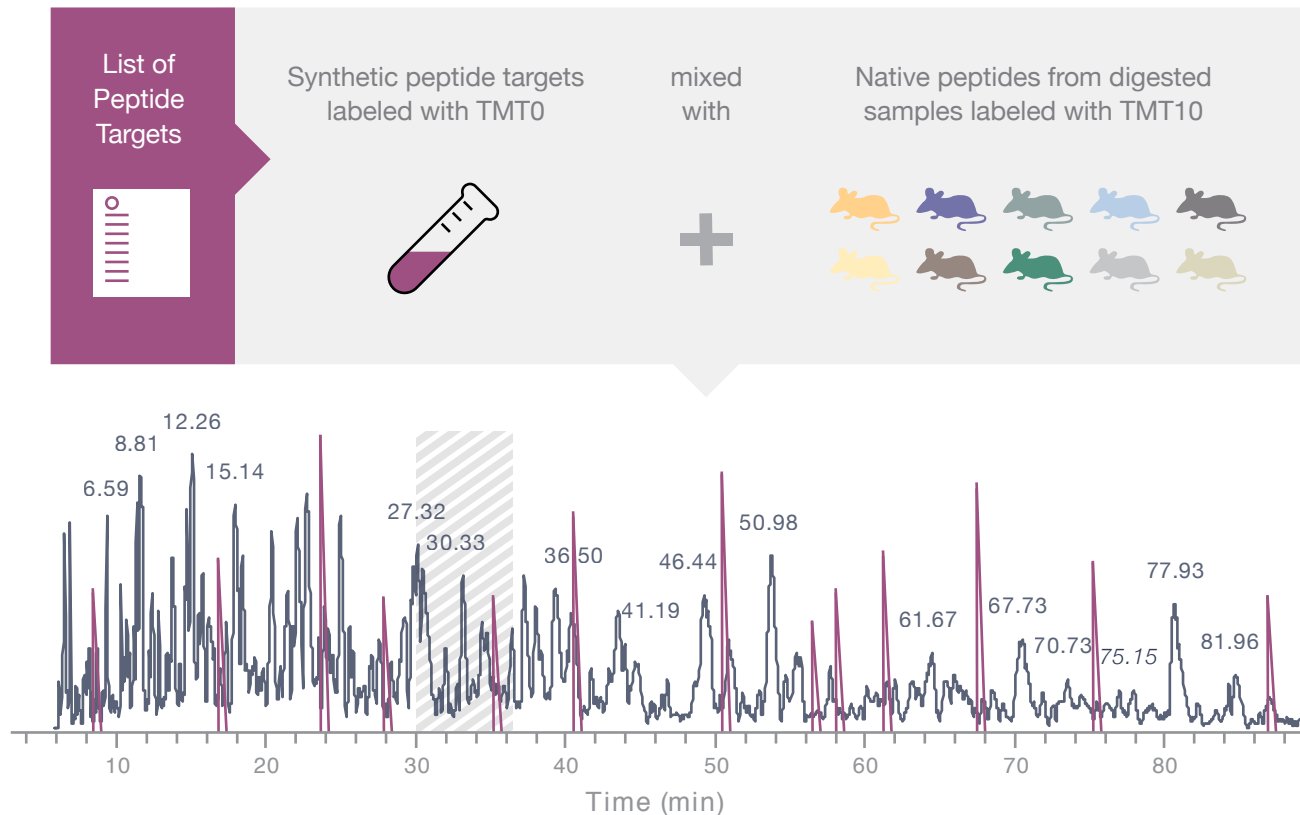 List of
Peptide
Targets
Synthetic peptide targets
labeled with TMT0
mixed
with
Native peptides from digested
samples labeled with TMT10
12.26
8.81
15.14
6.59
27.32
30.33
36.50
41.19
46.44
50.98
61.67
67.73
70.73
75.15
77.93
81.96
10
20
30
40
50
60
70
80
Time (min)